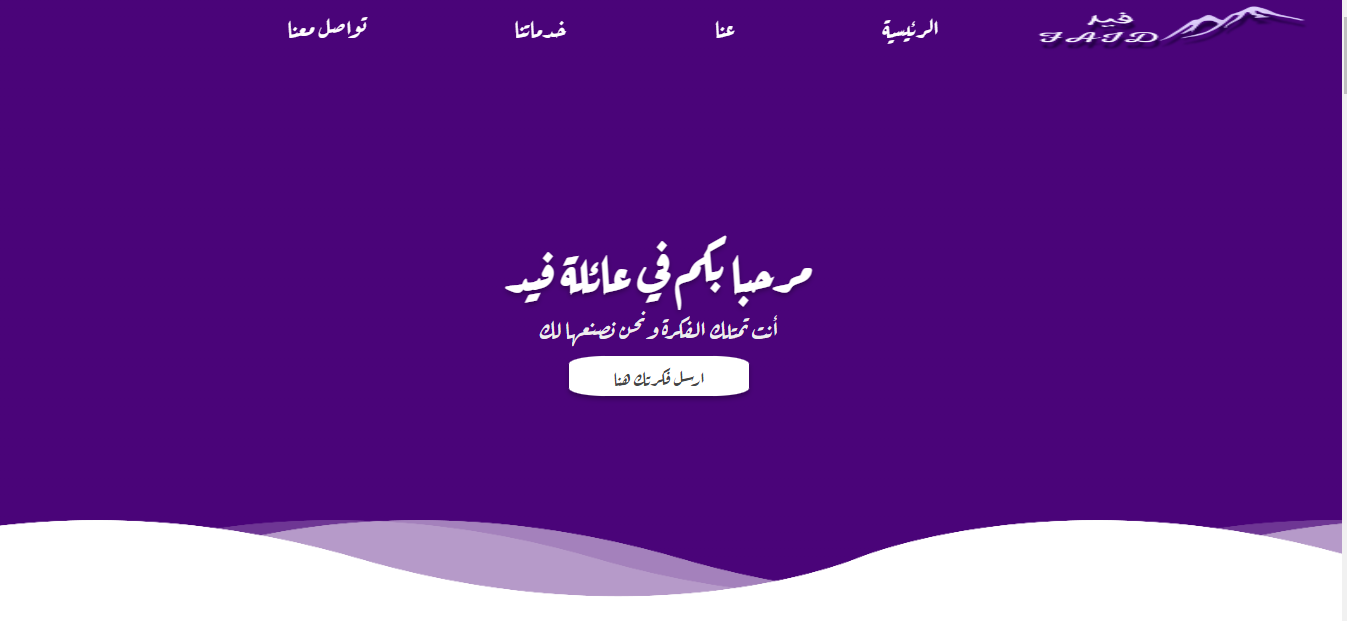 فيد
FAID
الرئيسية
عنا
خدماتنا
تواصل معنا
مرحبا بكم في عائلة فيد
أنت تمتلك الفكرة و نحن نصنعها لك
ارسل فكرتك هنا